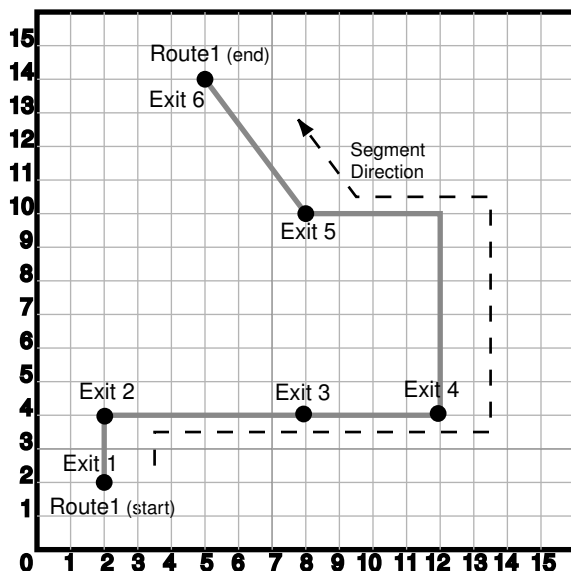 15
Route1 (end)
14
Exit 6
13
12
Segment
Direction
11
10
Exit 5
9
8
7
6
5
Exit 2
Exit 3
Exit 4
4
3
Exit 1
2
Route1 (start)
1
0 1 2 3 4 5 6 7 8 9 10 11 12 13 14 15